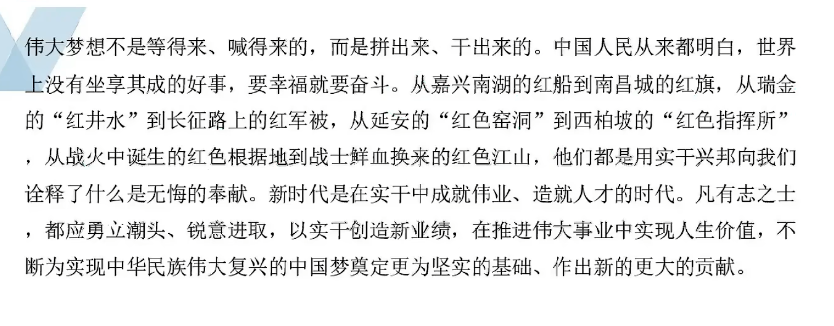 伟大梦想不是等得来、喊得来的，而是拼出来、干出来的。中国人民从来都明白，世界
上没有坐享其成的好事，要幸福就要奋斗。从嘉兴南湖的红船到南昌城的红旗，从瑞金
的“红井水”到长征路上的红军被，从延安的“红色窑洞”到西柏坡的“红色指挥所”
，从战火中诞生的红色根据地到战士鲜血换来的红色江山，他们都是用实干兴邦向我们
诠释了什么是无悔的奉献。新时代是在实干中成就伟业、造就人才的时代。凡有志之士
，都应勇立潮头、锐意进取，以实干创造新业绩，在推进伟大事业中实现人生价值，不
断为实现中华民族伟大复兴的中国梦奠定更为坚实的基础、作出新的更大的贡献。